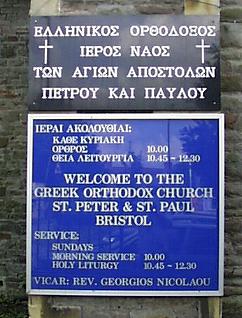 ΕΛΛΗΝΙΚΟΣ ΟΡΘΟΔΟΞΟΣ
ΙΕΡΟΣ ΝΑΟΣ
ΤΩΝ ΑΓΙΩΝ ΑΠΟΣΤΟΛΩΝ
ΠΕΤΡΟΥ ΚΑΙ ΠΑΥΛΟΥ
ΙΕΡΑΙ ΑΚΟΛΟΥΘΙΑΙ:
ΚΑΘΕ ΚΥΡΙΑΚΗ
ΟΡΘΡΟΣ 10.00
ΘΕΙΑ ΛΕΙΤΟΥΡΓΙΑ 10.45 - 12.30
WELCOME TO THE
GREEK ORTHODOX CHURCH
ST. PETER & ST. PAUL
BRISTOL
SERVICE:
SUNDAYS
MORNING SERVICE 10.00
HOLY LITURGY 10.45 - 12.30
VICAR: REV. GEORGIOS NICOLAOU